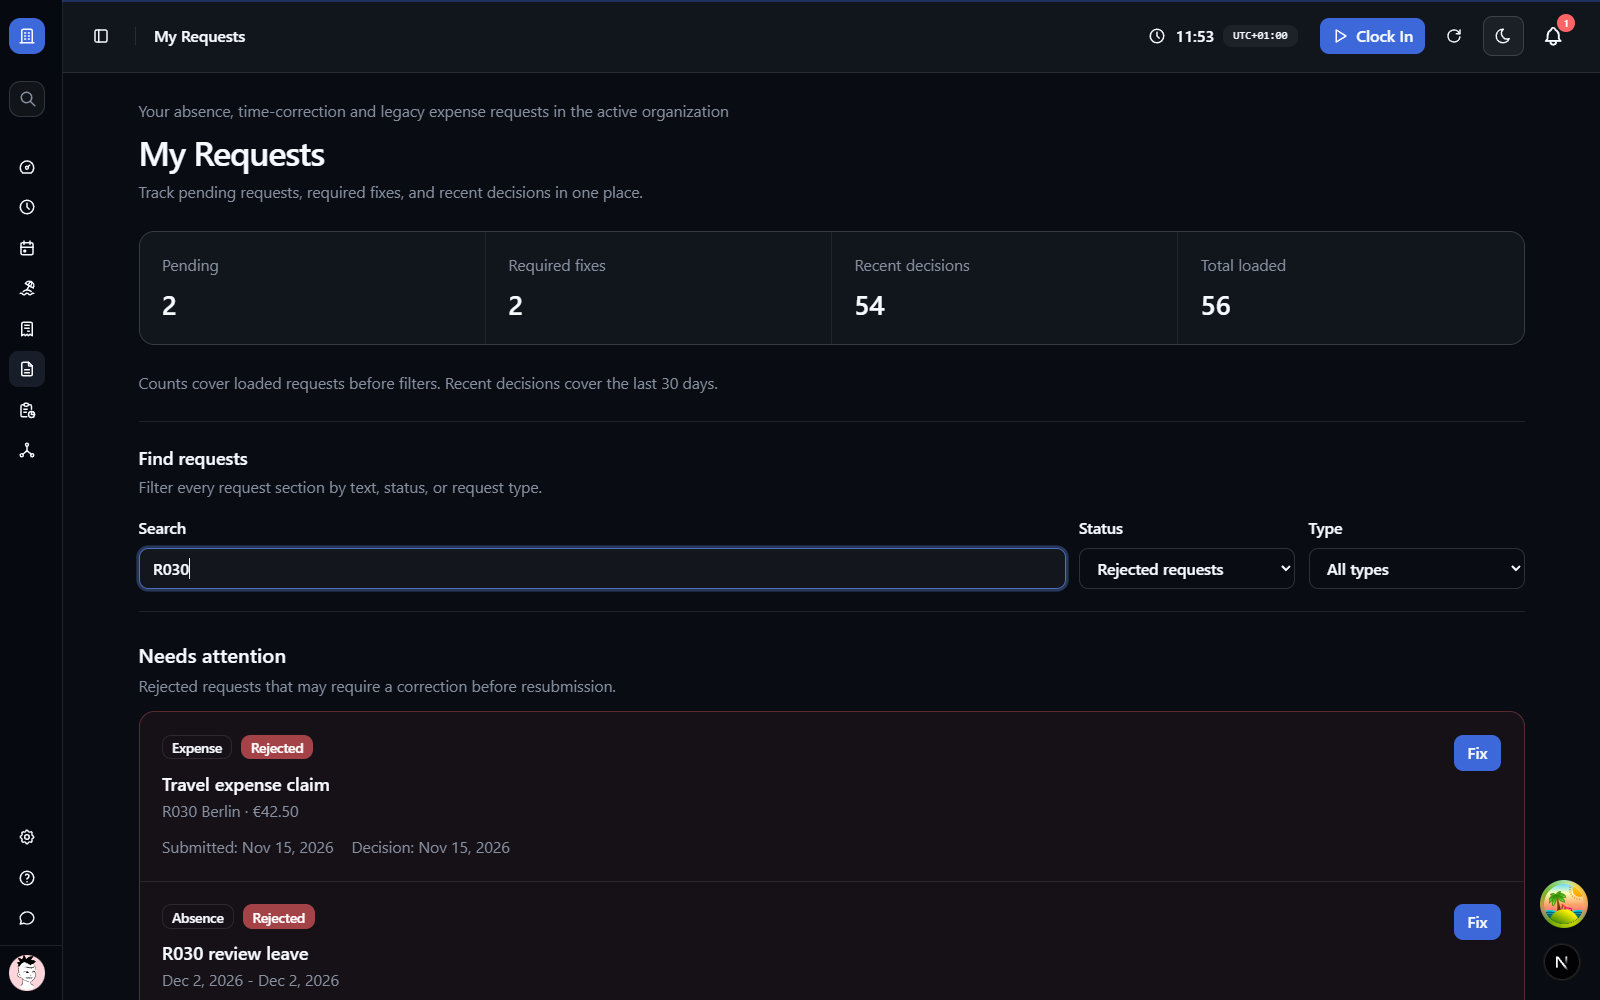 My Requests
11:53
UTC+01:00
Clock In
1
Your absence, time-correction and legacy expense requests in the active organization
My Requests
Track pending requests, required fixes, and recent decisions in one place.
Pending
2
Required fixes
2
Recent decisions
54
Total loaded
56
Counts cover loaded requests before filters. Recent decisions cover the last 30 days.
Find requests
Filter every request section by text, status, or request type.
Search
R030
Status
Rejected requests
Type
All types
Needs attention
Rejected requests that may require a correction before resubmission.
Expense
Rejected
Fix
Travel expense claim
R030 Berlin · €42.50
Submitted: Nov 15, 2026 Decision: Nov 15, 2026
Absence
Rejected
Fix
R030 review leave
Dec 2, 2026 - Dec 2, 2026
N